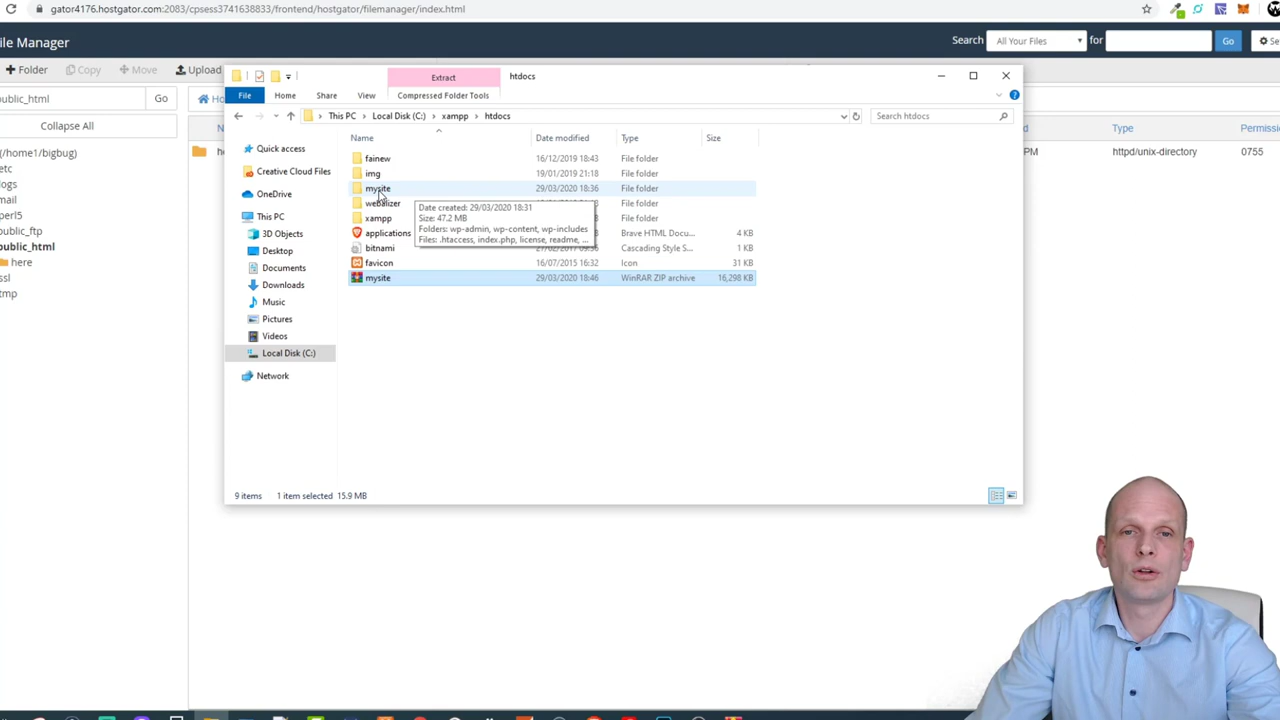 gator4176.hostgator.com:2083/cpsess3741638833/frontend/hostgator/filemanager/index.html
ile Manager
Search All Your Files for Go
Folder Copy Move Upload
ublic_html Go
Collapse All
(/home1/bigbug)
etc
logs
mail
perl5
public_ftp
public_html
here
ssl
tmp
Type Permissi
PM httpd/unix-directory 0755
Extract htdocs
File Home Share View Compressed Folder Tools
This PC > Local Disk (C:) > xampp > htdocs Search htdocs
Name Date modified Type Size
Quick access
Creative Cloud Files
OneDrive
This PC
3D Objects
Desktop
Documents
Downloads
Music
Pictures
Videos
Local Disk (C:)
Network
fainew 16/12/2019 18:43 File folder
img 19/01/2019 21:18 File folder
mysite 29/03/2020 18:36 File folder
webalizer File folder
xampp File folder
applications Brave HTML Docu... 4 KB
bitnami Cascading Style S... 1 KB
favicon 16/07/2015 16:32 Icon 31 KB
mysite 29/03/2020 18:46 WinRAR ZIP archive 16,298 KB
Date created: 29/03/2020 18:31
Size: 47.2 MB
Folders: wp-admin, wp-content, wp-includes
Files: .htaccess, index.php, license, readme, ...
9 items 1 item selected 15.9 MB